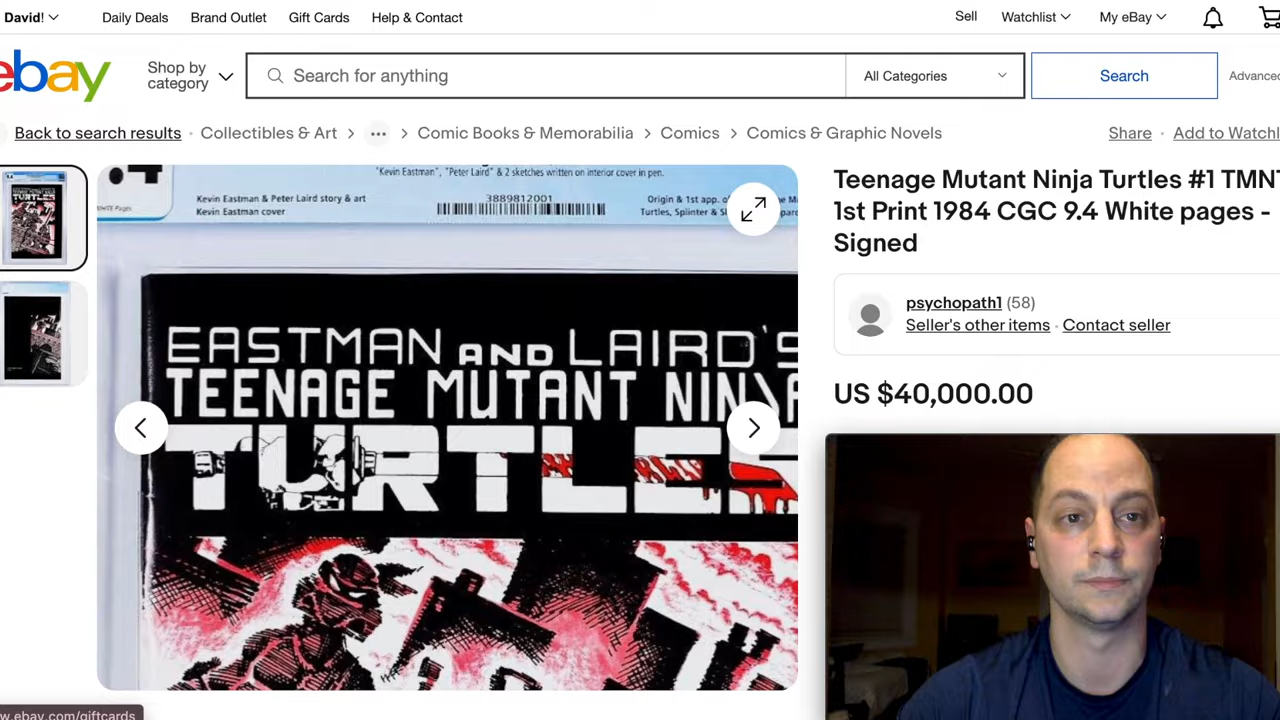 David!
Daily Deals
Brand Outlet
Gift Cards
Help & Contact
Sell
Watchlist
My eBay
ebay
Shop by
category
Search for anything
All Categories
Search
Advanced
Back to search results
Collectibles & Art
Comic Books & Memorabilia
Comics
Comics & Graphic Novels
Share
Add to Watchl
"Kevin Eastman", "Peter Laird" & 2 sketches written on interior cover in pen.
WHITE Pages
Kevin Eastman & Peter Laird story & art
Kevin Eastman cover
3889812001
Origin & 1st app. o
e M
Turtles, Splinter & S
EASTMAN AND LAIRD'S
TEENAGE MUTANT NINJA
TURTLES
Teenage Mutant Ninja Turtles #1 TMNT
1st Print 1984 CGC 9.4 White pages -
Signed
psychopath1 (58)
Seller's other items
Contact seller
US $40,000.00
w.ebay.com/giftcards